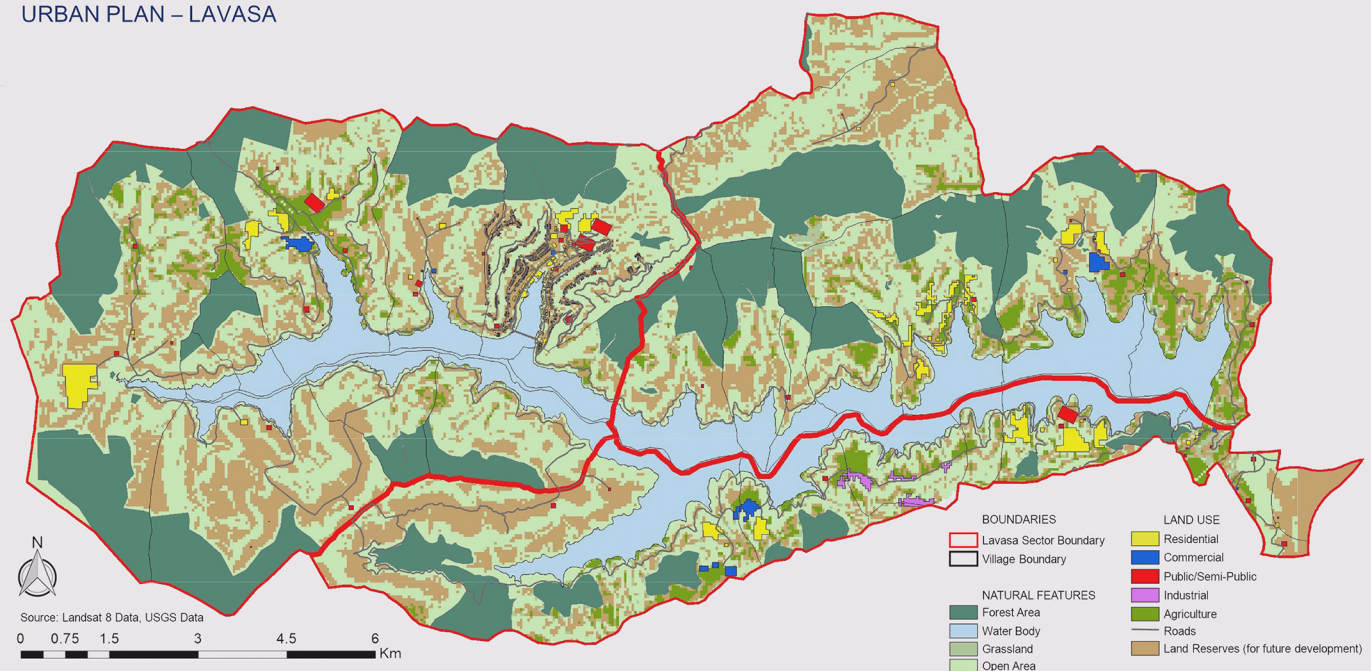 URBAN PLAN – LAVASA
N
Source: Landsat 8 Data, USGS Data
0 0.75 1.5 3 4.5 6 Km
BOUNDARIES
Lavasa Sector Boundary
Village Boundary
NATURAL FEATURES
Forest Area
Water Body
Grassland
Open Area
LAND USE
Residential
Commercial
Public/Semi-Public
Industrial
Agriculture
Roads
Land Reserves (for future development)